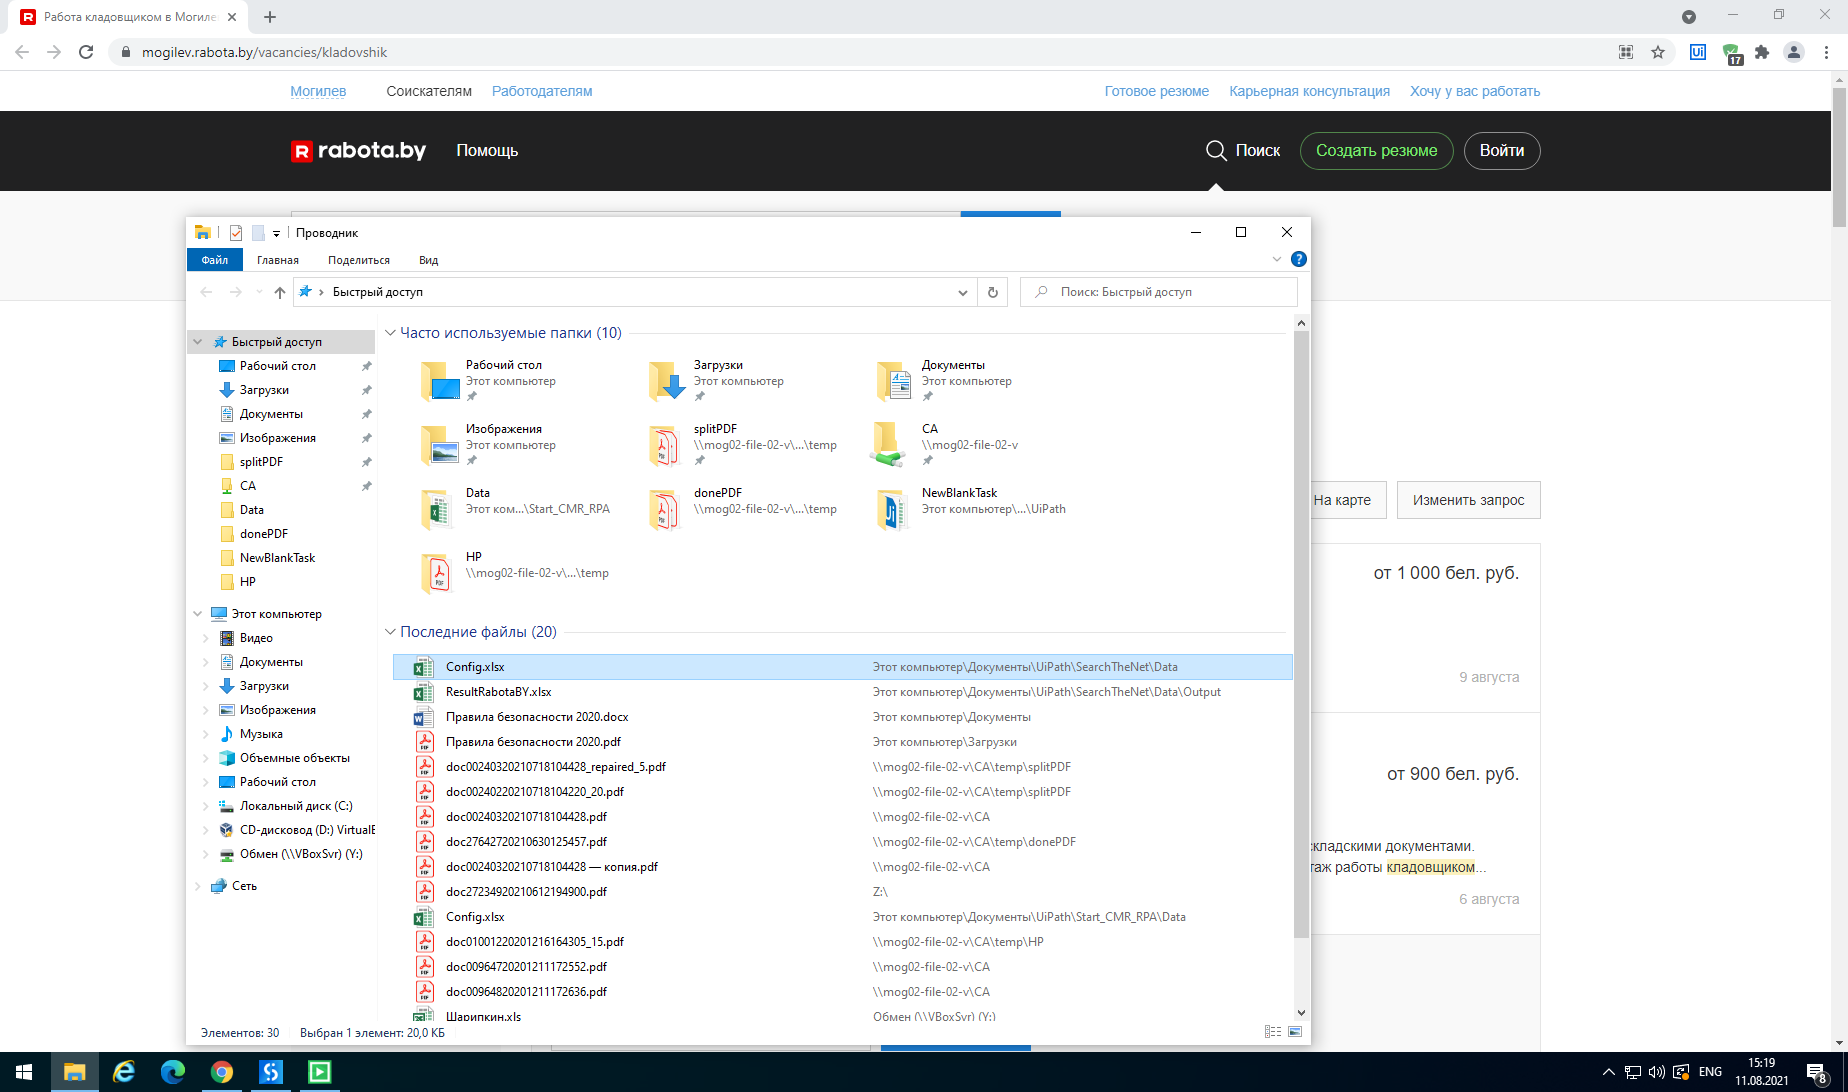 Работа кладовщиком в Могиле
mogilev.rabota.by/vacancies/kladovshik
Ui
17
Могилев Соискателям Работодателям Готовое резюме Карьерная консультация Хочу у вас работать
R rabota.by Помощь Поиск Создать резюме Войти
Проводник
Файл Главная Поделиться Вид
Быстрый доступ Поиск: Быстрый доступ
Быстрый доступ
Рабочий стол
Загрузки
Документы
Изображения
splitPDF
CA
Data
donePDF
NewBlankTask
HP
Этот компьютер
Видео
Документы
Загрузки
Изображения
Музыка
Объемные объекты
Рабочий стол
Локальный диск (C:)
CD-дисковод (D:) VirtualB
Обмен (\\VBoxSvr) (Y:)
Сеть
Часто используемые папки (10)
Рабочий стол
Этот компьютер
Загрузки
Этот компьютер
Документы
Этот компьютер
Изображения
Этот компьютер
splitPDF
\\mog02-file-02-v\...\temp
CA
\\mog02-file-02-v
Data
Этот ком...\Start_CMR_RPA
donePDF
\\mog02-file-02-v\...\temp
NewBlankTask
Этот компьютер\...\UiPath
HP
\\mog02-file-02-v\...\temp
Последние файлы (20)
Config.xlsx Этот компьютер\Документы\UiPath\SearchTheNet\Data
ResultRabotaBY.xlsx Этот компьютер\Документы\UiPath\SearchTheNet\Data\Output
Правила безопасности 2020.docx Этот компьютер\Документы
Правила безопасности 2020.pdf Этот компьютер\Загрузки
doc00240320210718104428_repaired_5.pdf \\mog02-file-02-v\CA\temp\splitPDF
doc00240220210718104220_20.pdf \\mog02-file-02-v\CA\temp\splitPDF
doc00240320210718104428.pdf \\mog02-file-02-v\CA
doc27642720210630125457.pdf \\mog02-file-02-v\CA\temp\donePDF
doc00240320210718104428 — копия.pdf \\mog02-file-02-v\CA
doc27234920210612194900.pdf Z:\
Config.xlsx Этот компьютер\Документы\UiPath\Start_CMR_RPA\Data
doc01001220201216164305_15.pdf \\mog02-file-02-v\CA\temp\HP
doc00964720201211172552.pdf \\mog02-file-02-v\CA
doc00964820201211172636.pdf \\mog02-file-02-v\CA
Шарипкин.xls Обмен (\\VBoxSvr) (Y:)
Элементов: 30 Выбран 1 элемент: 20,0 КБ
На карте Изменить запрос
от 1 000 бел. руб.
9 августа
от 900 бел. руб.
складскими документами.
таж работы кладовщиком...
6 августа
ENG
15:19
11.08.2021
8